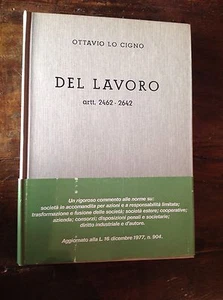 OTTAVIO LO CIGNO
DEL LAVORO
artt. 2462 - 2642
Un rigoroso commento alle norme su:
società in accomandita per azioni e a responsabilità limitata;
trasformazione e fusione delle società; società estere; cooperative;
azienda; consorzi; disposizioni penali e societarie;
diritto industriale e d'autore.
Aggiornato alla L. 16 dicembre 1977, n. 904.